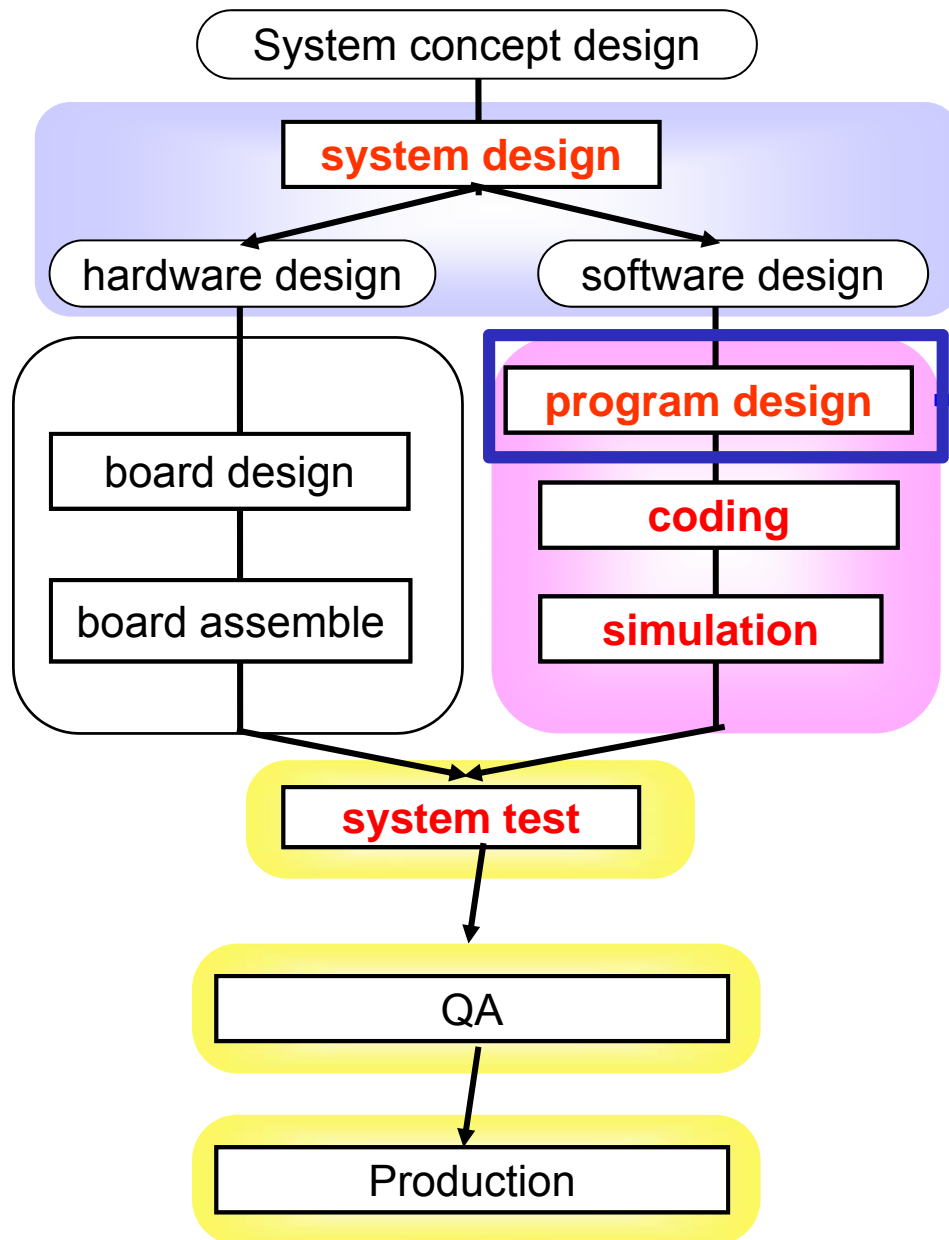 System concept design
system design
hardware design
software design
program design
board design
coding
board assemble
simulation
system test
QA
Production